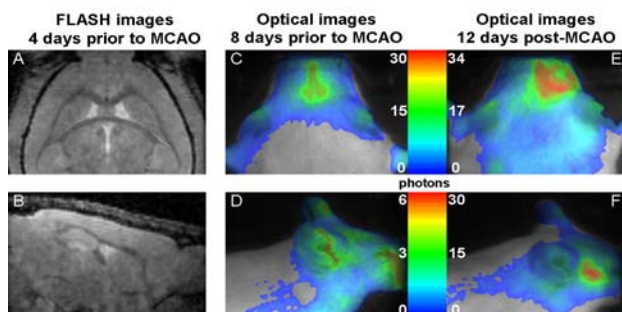 FLASH images
4 days prior to MCAO
Optical images
8 days prior to MCAO
Optical images
12 days post-MCAO
A
C
30
15
0
34
17
0
E
photons
B
D
6
3
0
30
15
0
F